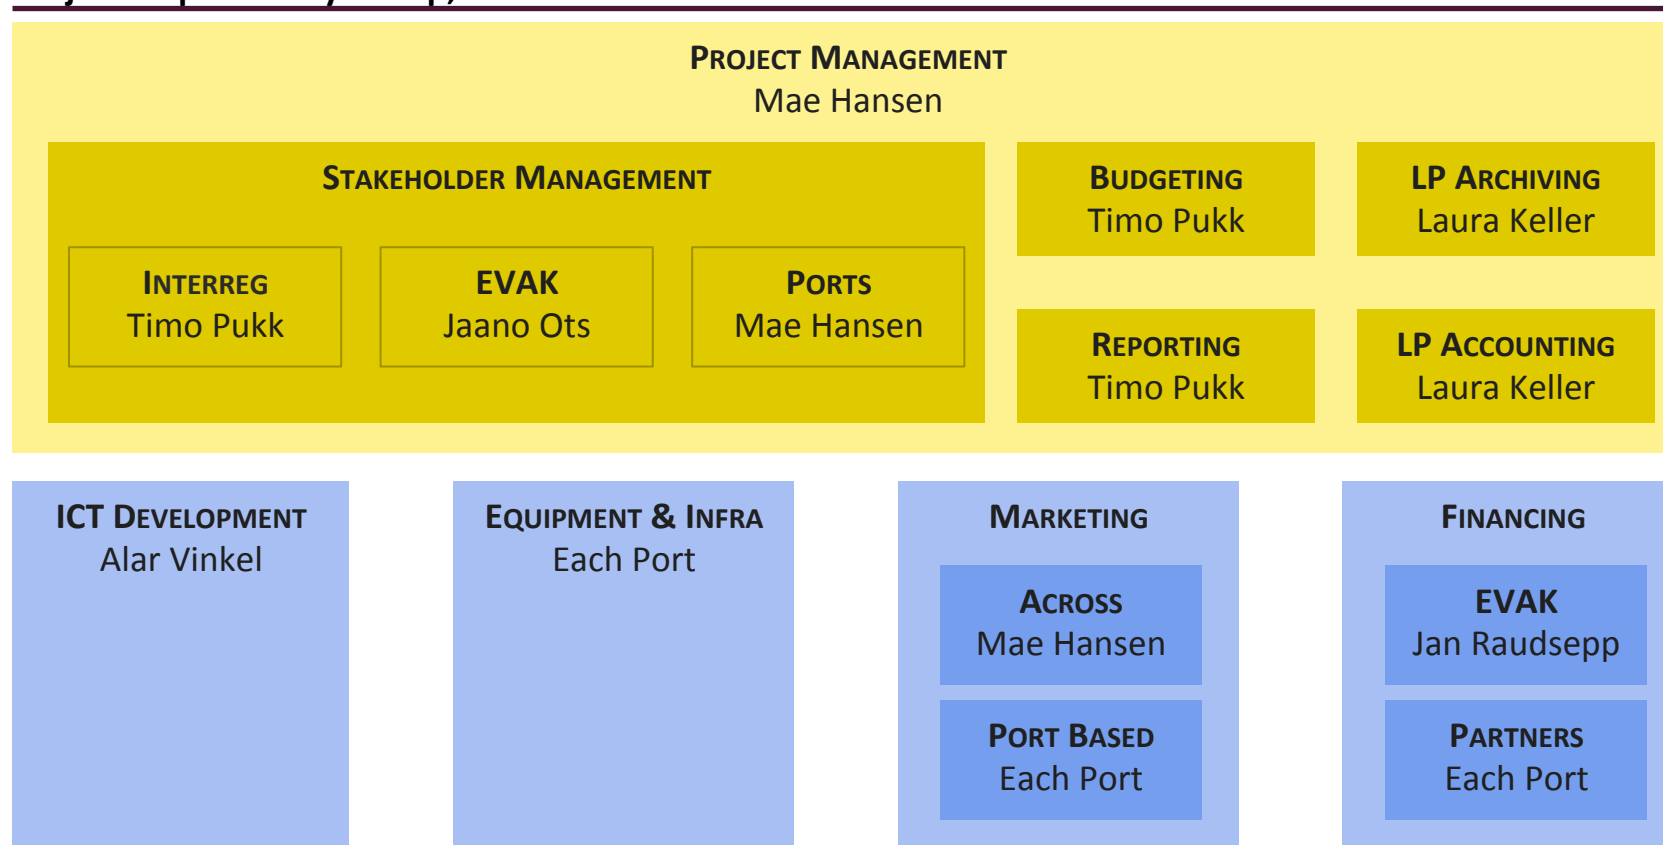 PROJECT MANAGEMENT
Mae Hansen
STAKEHOLDER MANAGEMENT
INTERREG
Timo Pukk
EVAK
Jaano Ots
PORTS
Mae Hansen
BUDGETING
Timo Pukk
LP ARCHIVING
Laura Keller
REPORTING
Timo Pukk
LP ACCOUNTING
Laura Keller
ICT DEVELOPMENT
Alar Vinkel
EQUIPMENT & INFRA
Each Port
MARKETING
ACROSS
Mae Hansen
PORT BASED
Each Port
FINANCING
EVAK
Jan Raudsepp
PARTNERS
Each Port